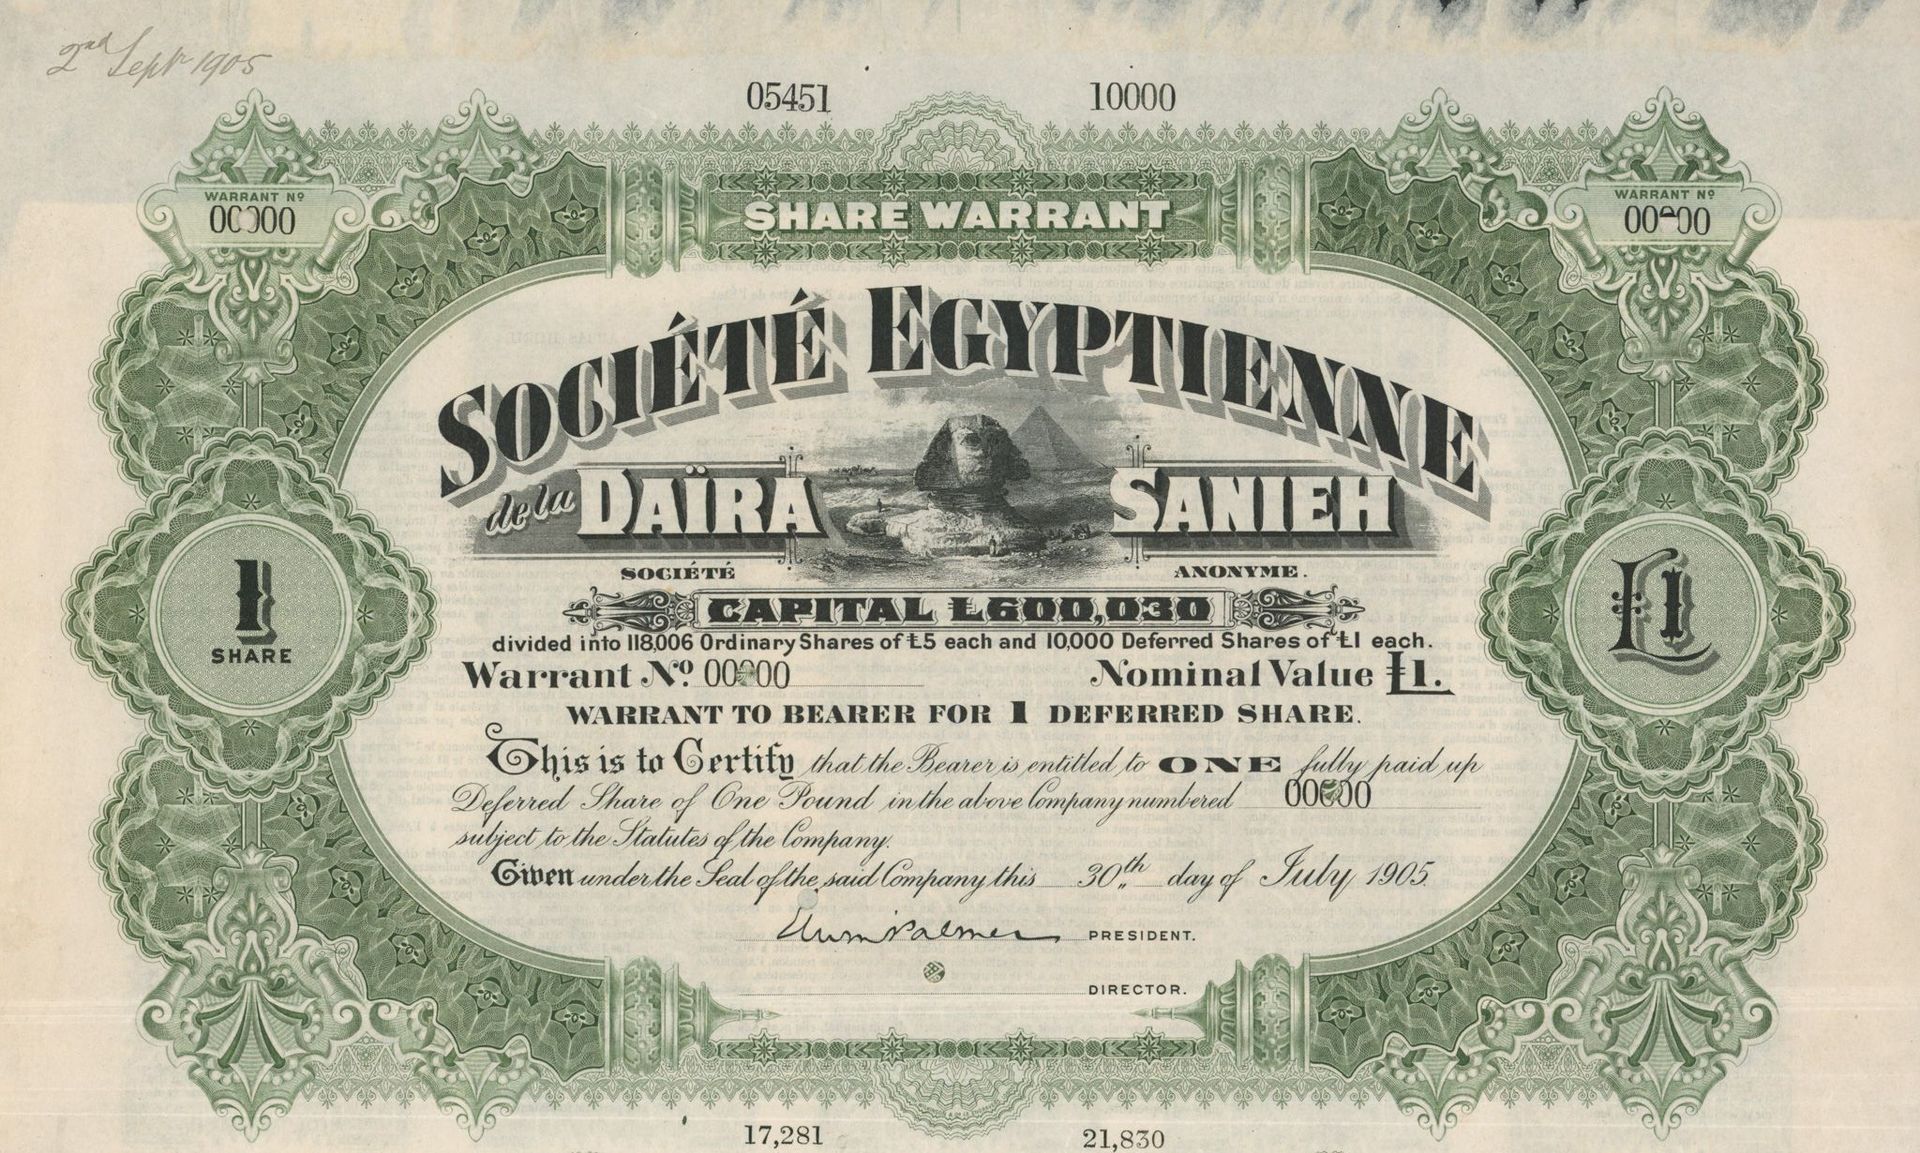 2nd Sept 1905
05451 10000
WARRANT Nº WARRANT Nº
00000 00000
SHARE WARRANT
SOCIÉTÉ EGYPTIENNE
de la DAÏRA SANIEH
SOCIÉTÉ ANONYME.
CAPITAL £600,030
divided into 118,006 Ordinary Shares of £5 each and 10,000 Deferred Shares of £1 each.
1 £1
SHARE
Warrant Nº 00000 Nominal Value £1.
WARRANT TO BEARER FOR 1 DEFERRED SHARE.
This is to Certify that the Bearer is entitled to ONE fully paid up
Deferred Share of One Pound in the above Company numbered 00000
subject to the Statutes of the Company.
Given under the Seal of the said Company this 30th day of July 1905.
PRESIDENT.
DIRECTOR.
17,281 21,830